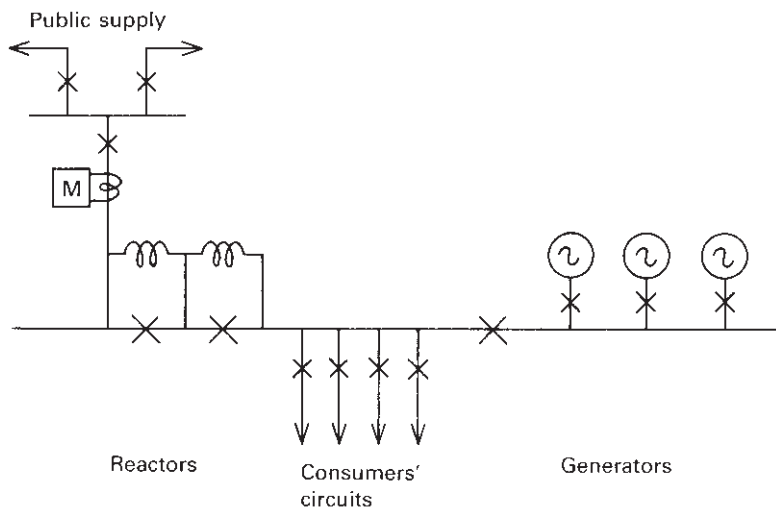 Public supply
M
Reactors
Consumers'
circuits
Generators